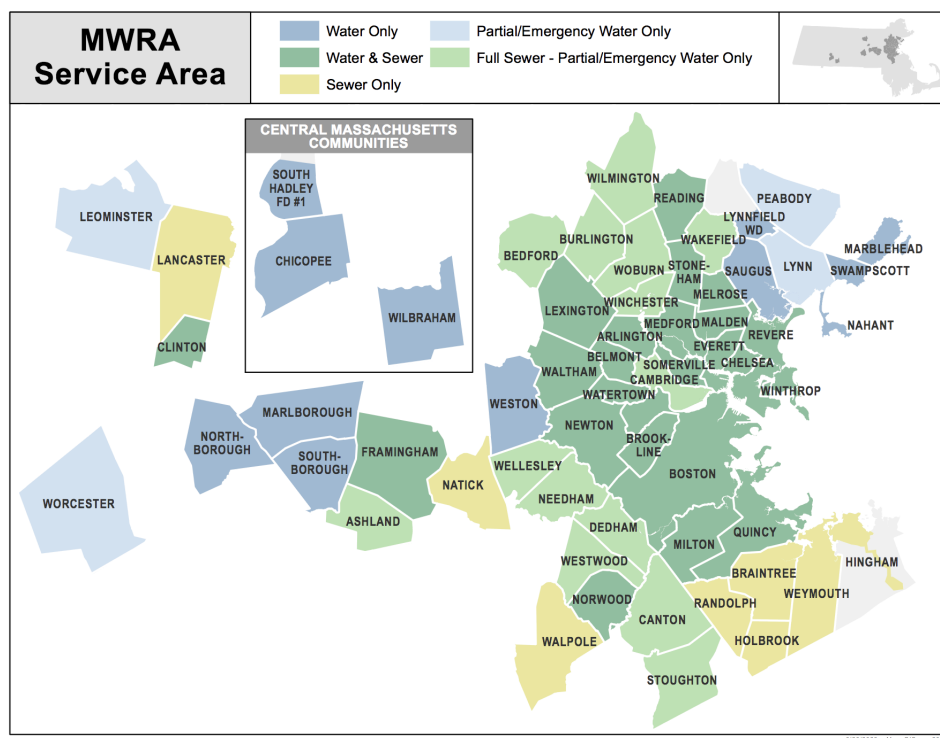 MWRA
Service Area
Water Only
Partial/Emergency Water Only
Water & Sewer
Full Sewer - Partial/Emergency Water Only
Sewer Only
CENTRAL MASSACHUSETTS
COMMUNITIES
SOUTH
HADLEY
FD #1
CHICOPEE
WILBRAHAM
LEOMINSTER
LANCASTER
CLINTON
WILMINGTON
READING
PEABODY
LYNNFIELD
WD
MARBLEHEAD
BURLINGTON
WAKEFIELD
BEDFORD
WOBURN
STONE-
HAM
SAUGUS
LYNN
SWAMPSCOTT
MELROSE
WINCHESTER
LEXINGTON
MEDFORD
MALDEN
NAHANT
ARLINGTON
REVERE
EVERETT
BELMONT
SOMERVILLE
CHELSEA
WALTHAM
CAMBRIDGE
WINTHROP
WATERTOWN
WESTON
MARLBOROUGH
NEWTON
BROOK-
LINE
NORTH-
BOROUGH
SOUTH-
BOROUGH
FRAMINGHAM
WELLESLEY
BOSTON
NATICK
NEEDHAM
WORCESTER
ASHLAND
DEDHAM
QUINCY
MILTON
WESTWOOD
HINGHAM
BRAINTREE
WEYMOUTH
NORWOOD
RANDOLPH
CANTON
WALPOLE
HOLBROOK
STOUGHTON